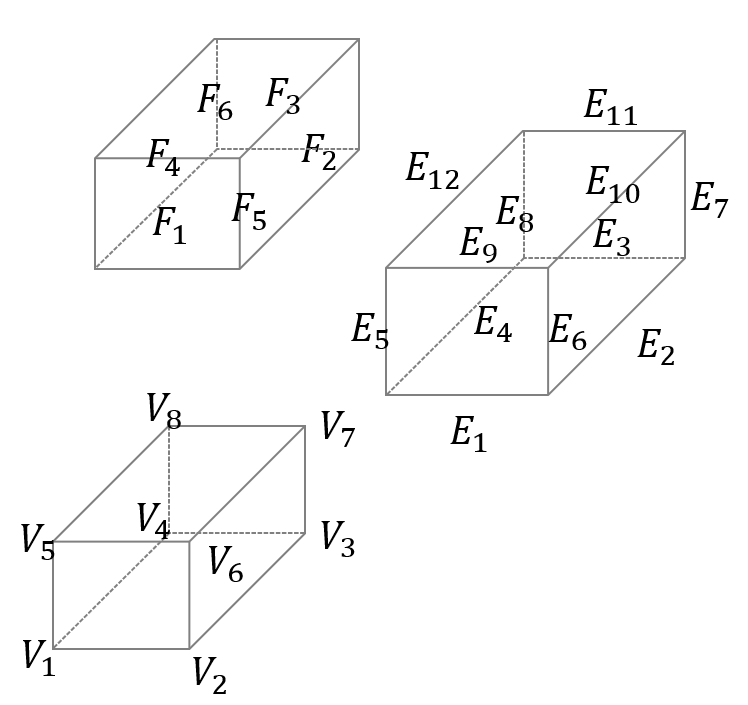 F₆
F₃
F₄
F₂
F₁
F₅
E₁₁
E₁₂
E₁₀
E₇
E₈
E₉
E₃
E₅
E₄
E₆
E₂
E₁
V₈
V₇
V₄
V₅
V₃
V₆
V₁
V₂